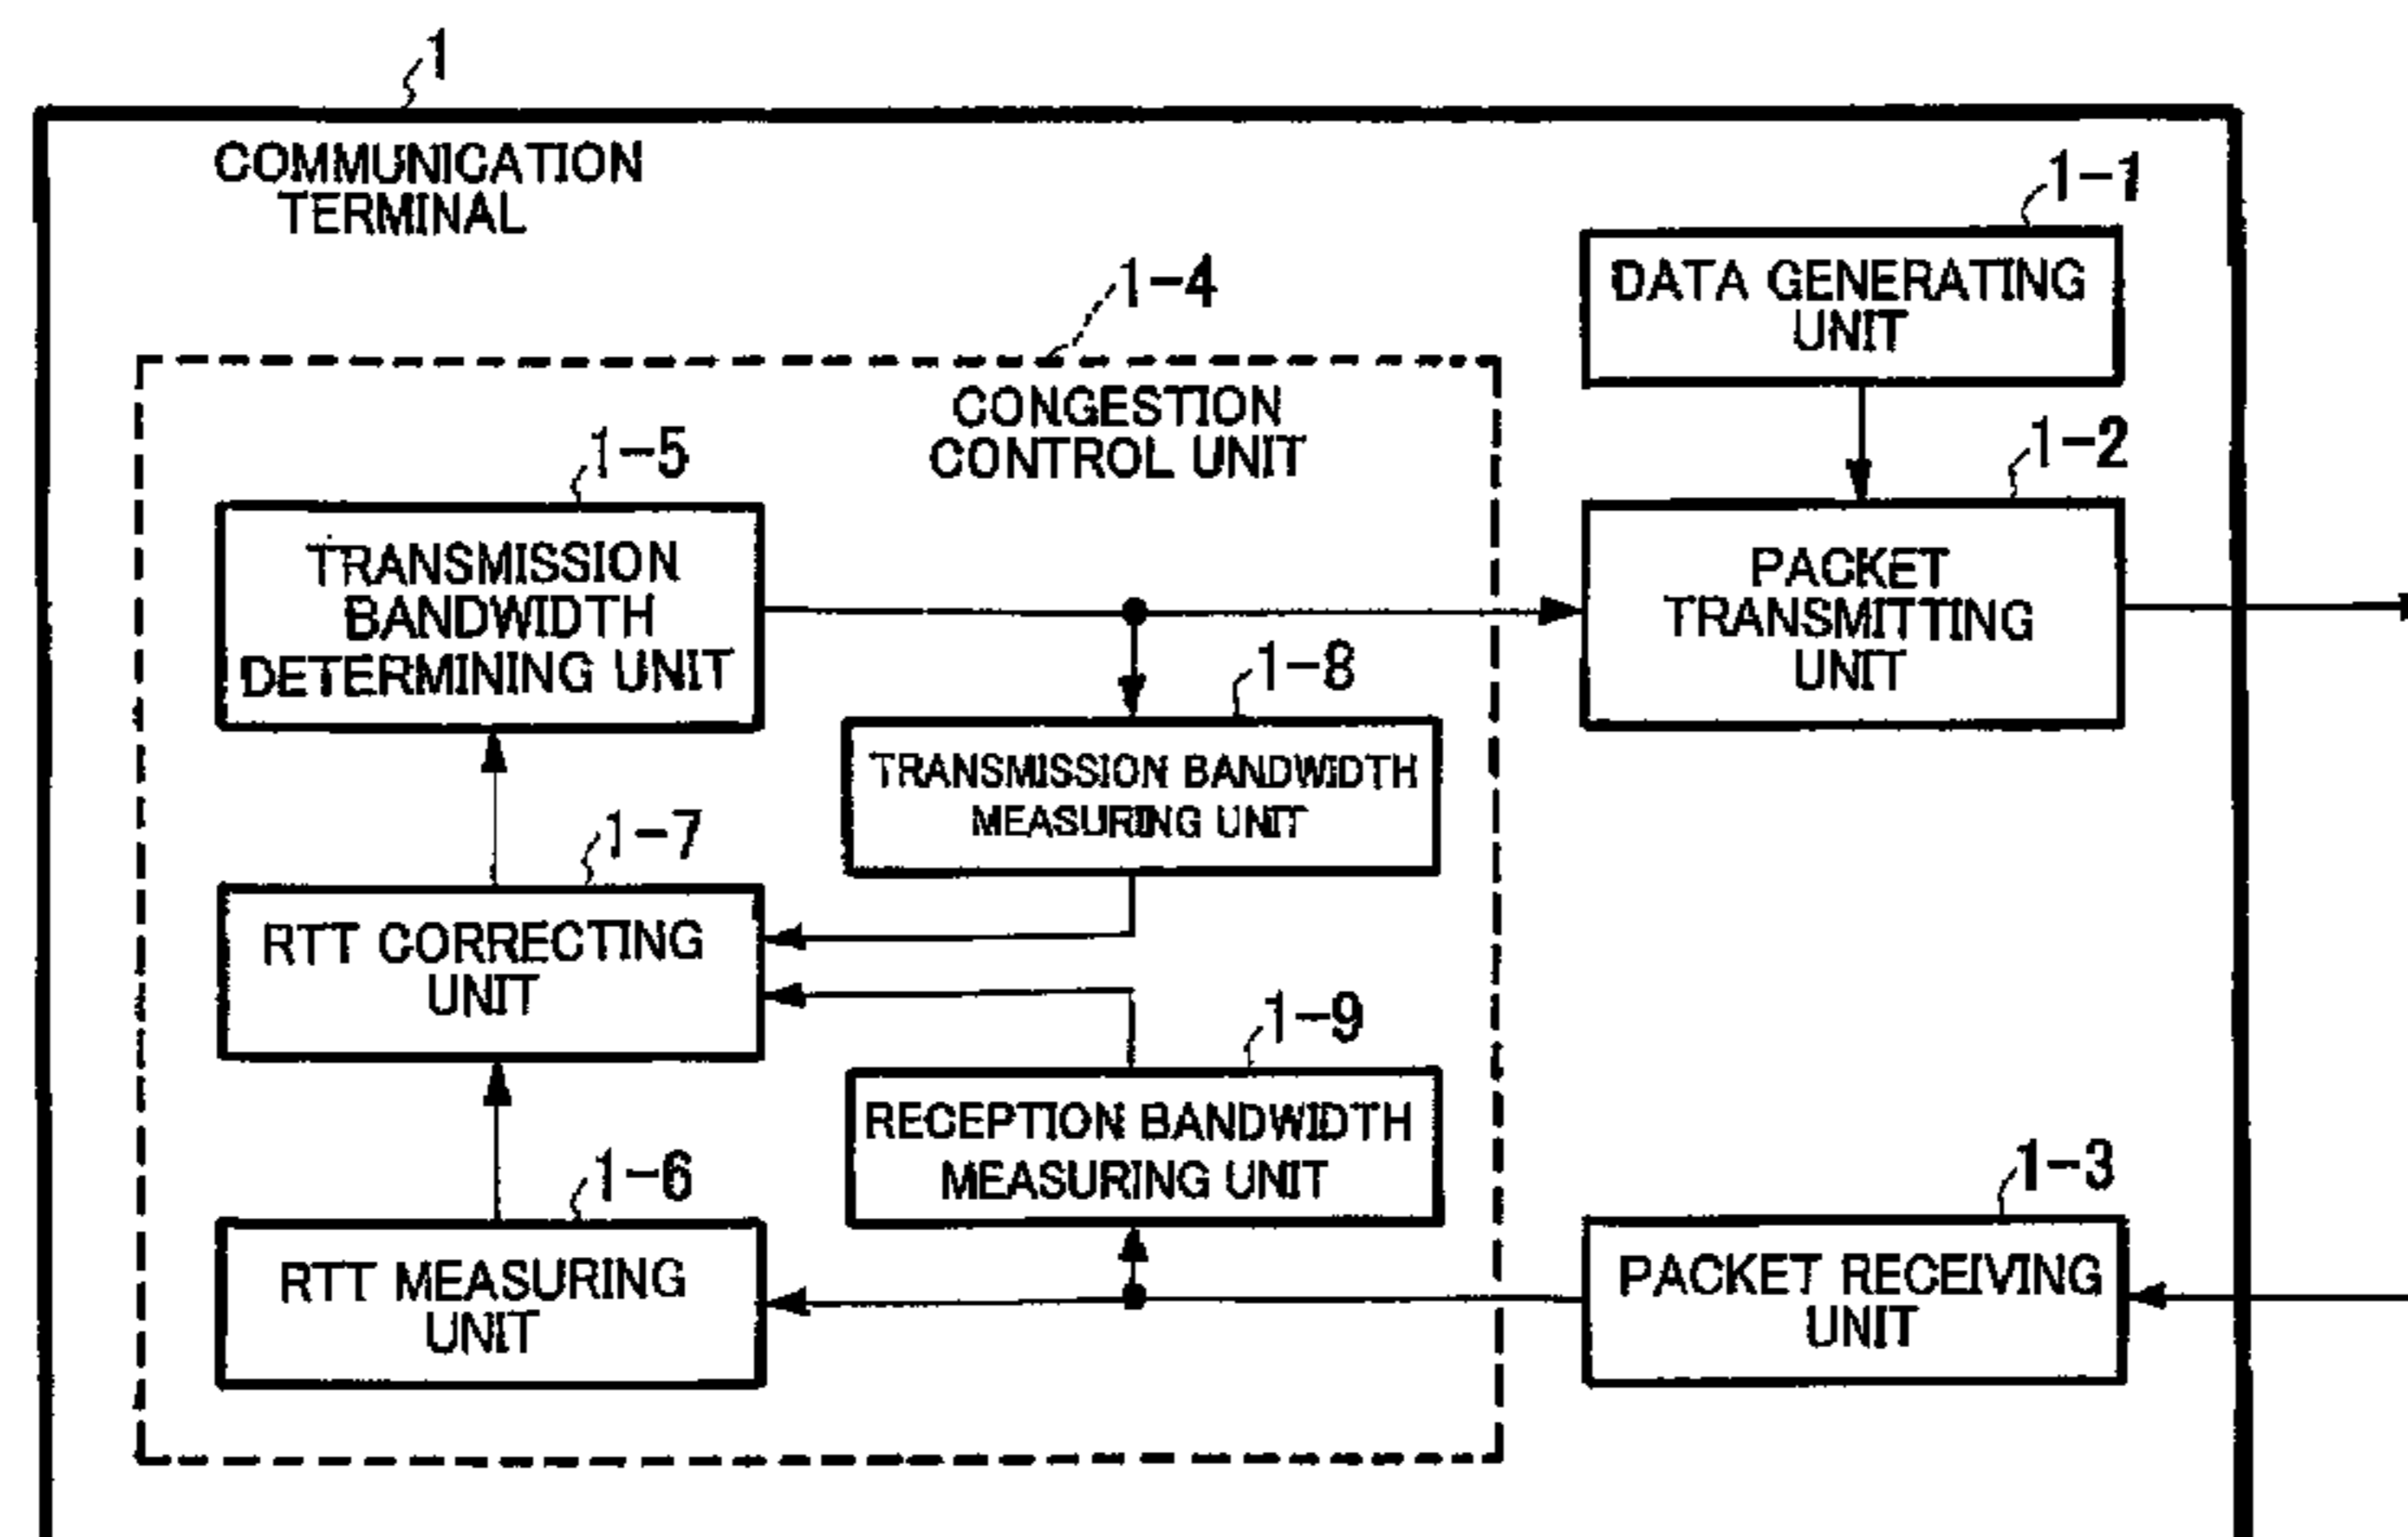 1
COMMUNICATION
TERMINAL
1-1
DATA GENERATING
UNIT
1-4
CONGESTION
CONTROL UNIT
1-5
TRANSMISSION
BANDWIDTH
DETERMINING UNIT
1-2
PACKET
TRANSMITTING
UNIT
1-8
TRANSMISSION BANDWIDTH
MEASURING UNIT
1-7
RTT CORRECTING
UNIT
1-9
RECEPTION BANDWIDTH
MEASURING UNIT
1-6
RTT MEASURING
UNIT
1-3
PACKET RECEIVING
UNIT